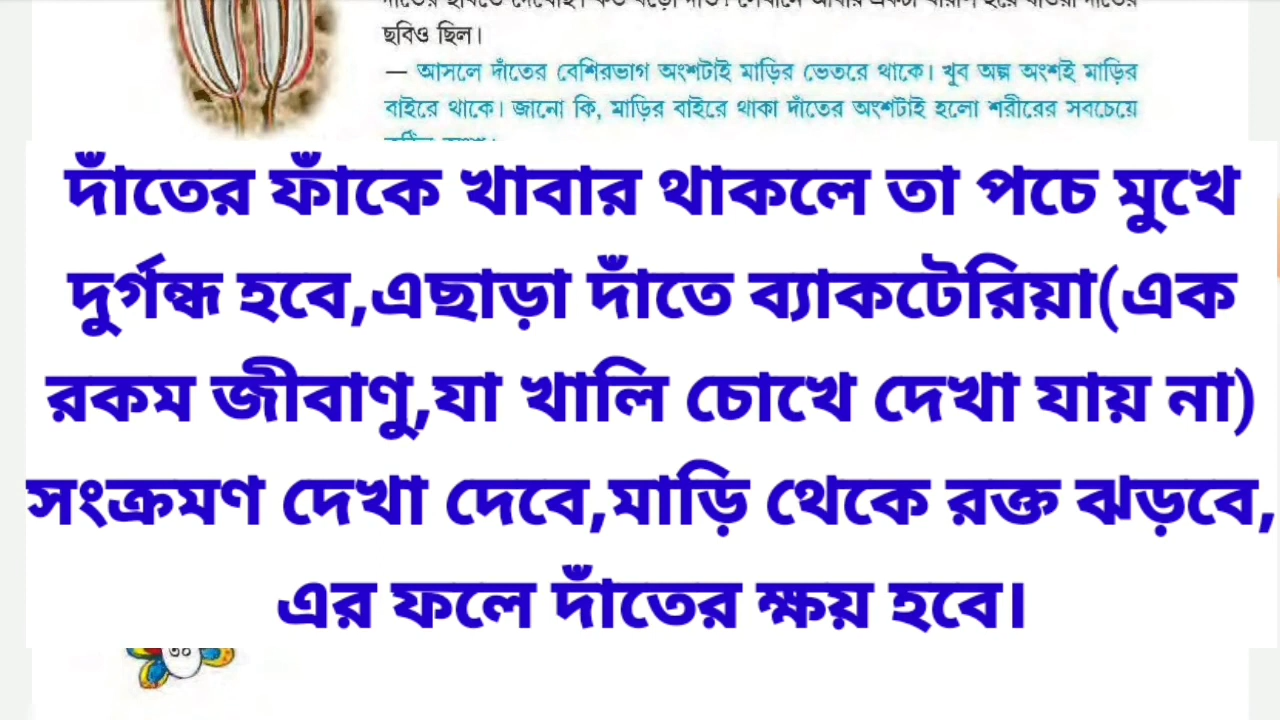 ছবিও ছিল।
— আসলে দাঁতের বেশিরভাগ অংশটাই মাড়ির ভেতরে থাকে। খুব অল্প অংশই মাড়ির
বাইরে থাকে। জানো কি, মাড়ির বাইরে থাকা দাঁতের অংশটাই হলো শরীরের সবচেয়ে
দাঁতের ফাঁকে খাবার থাকলে তা পচে মুখে
দুর্গন্ধ হবে,এছাড়া দাঁতে ব্যাকটেরিয়া(এক
রকম জীবাণু,যা খালি চোখে দেখা যায় না)
সংক্রমণ দেখা দেবে,মাড়ি থেকে রক্ত ঝড়বে,
এর ফলে দাঁতের ক্ষয় হবে।